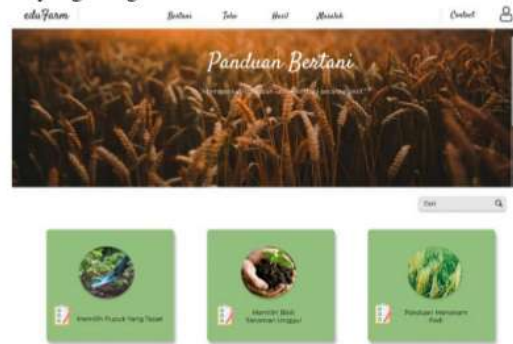 eduFarm
Bertani Toko Hasil Masalah Contact
Panduan Bertani
Cari
Memilih Pupuk Yang Tepat
Memilih Bibit
Tanaman Unggul
Panduan Menanam
Padi